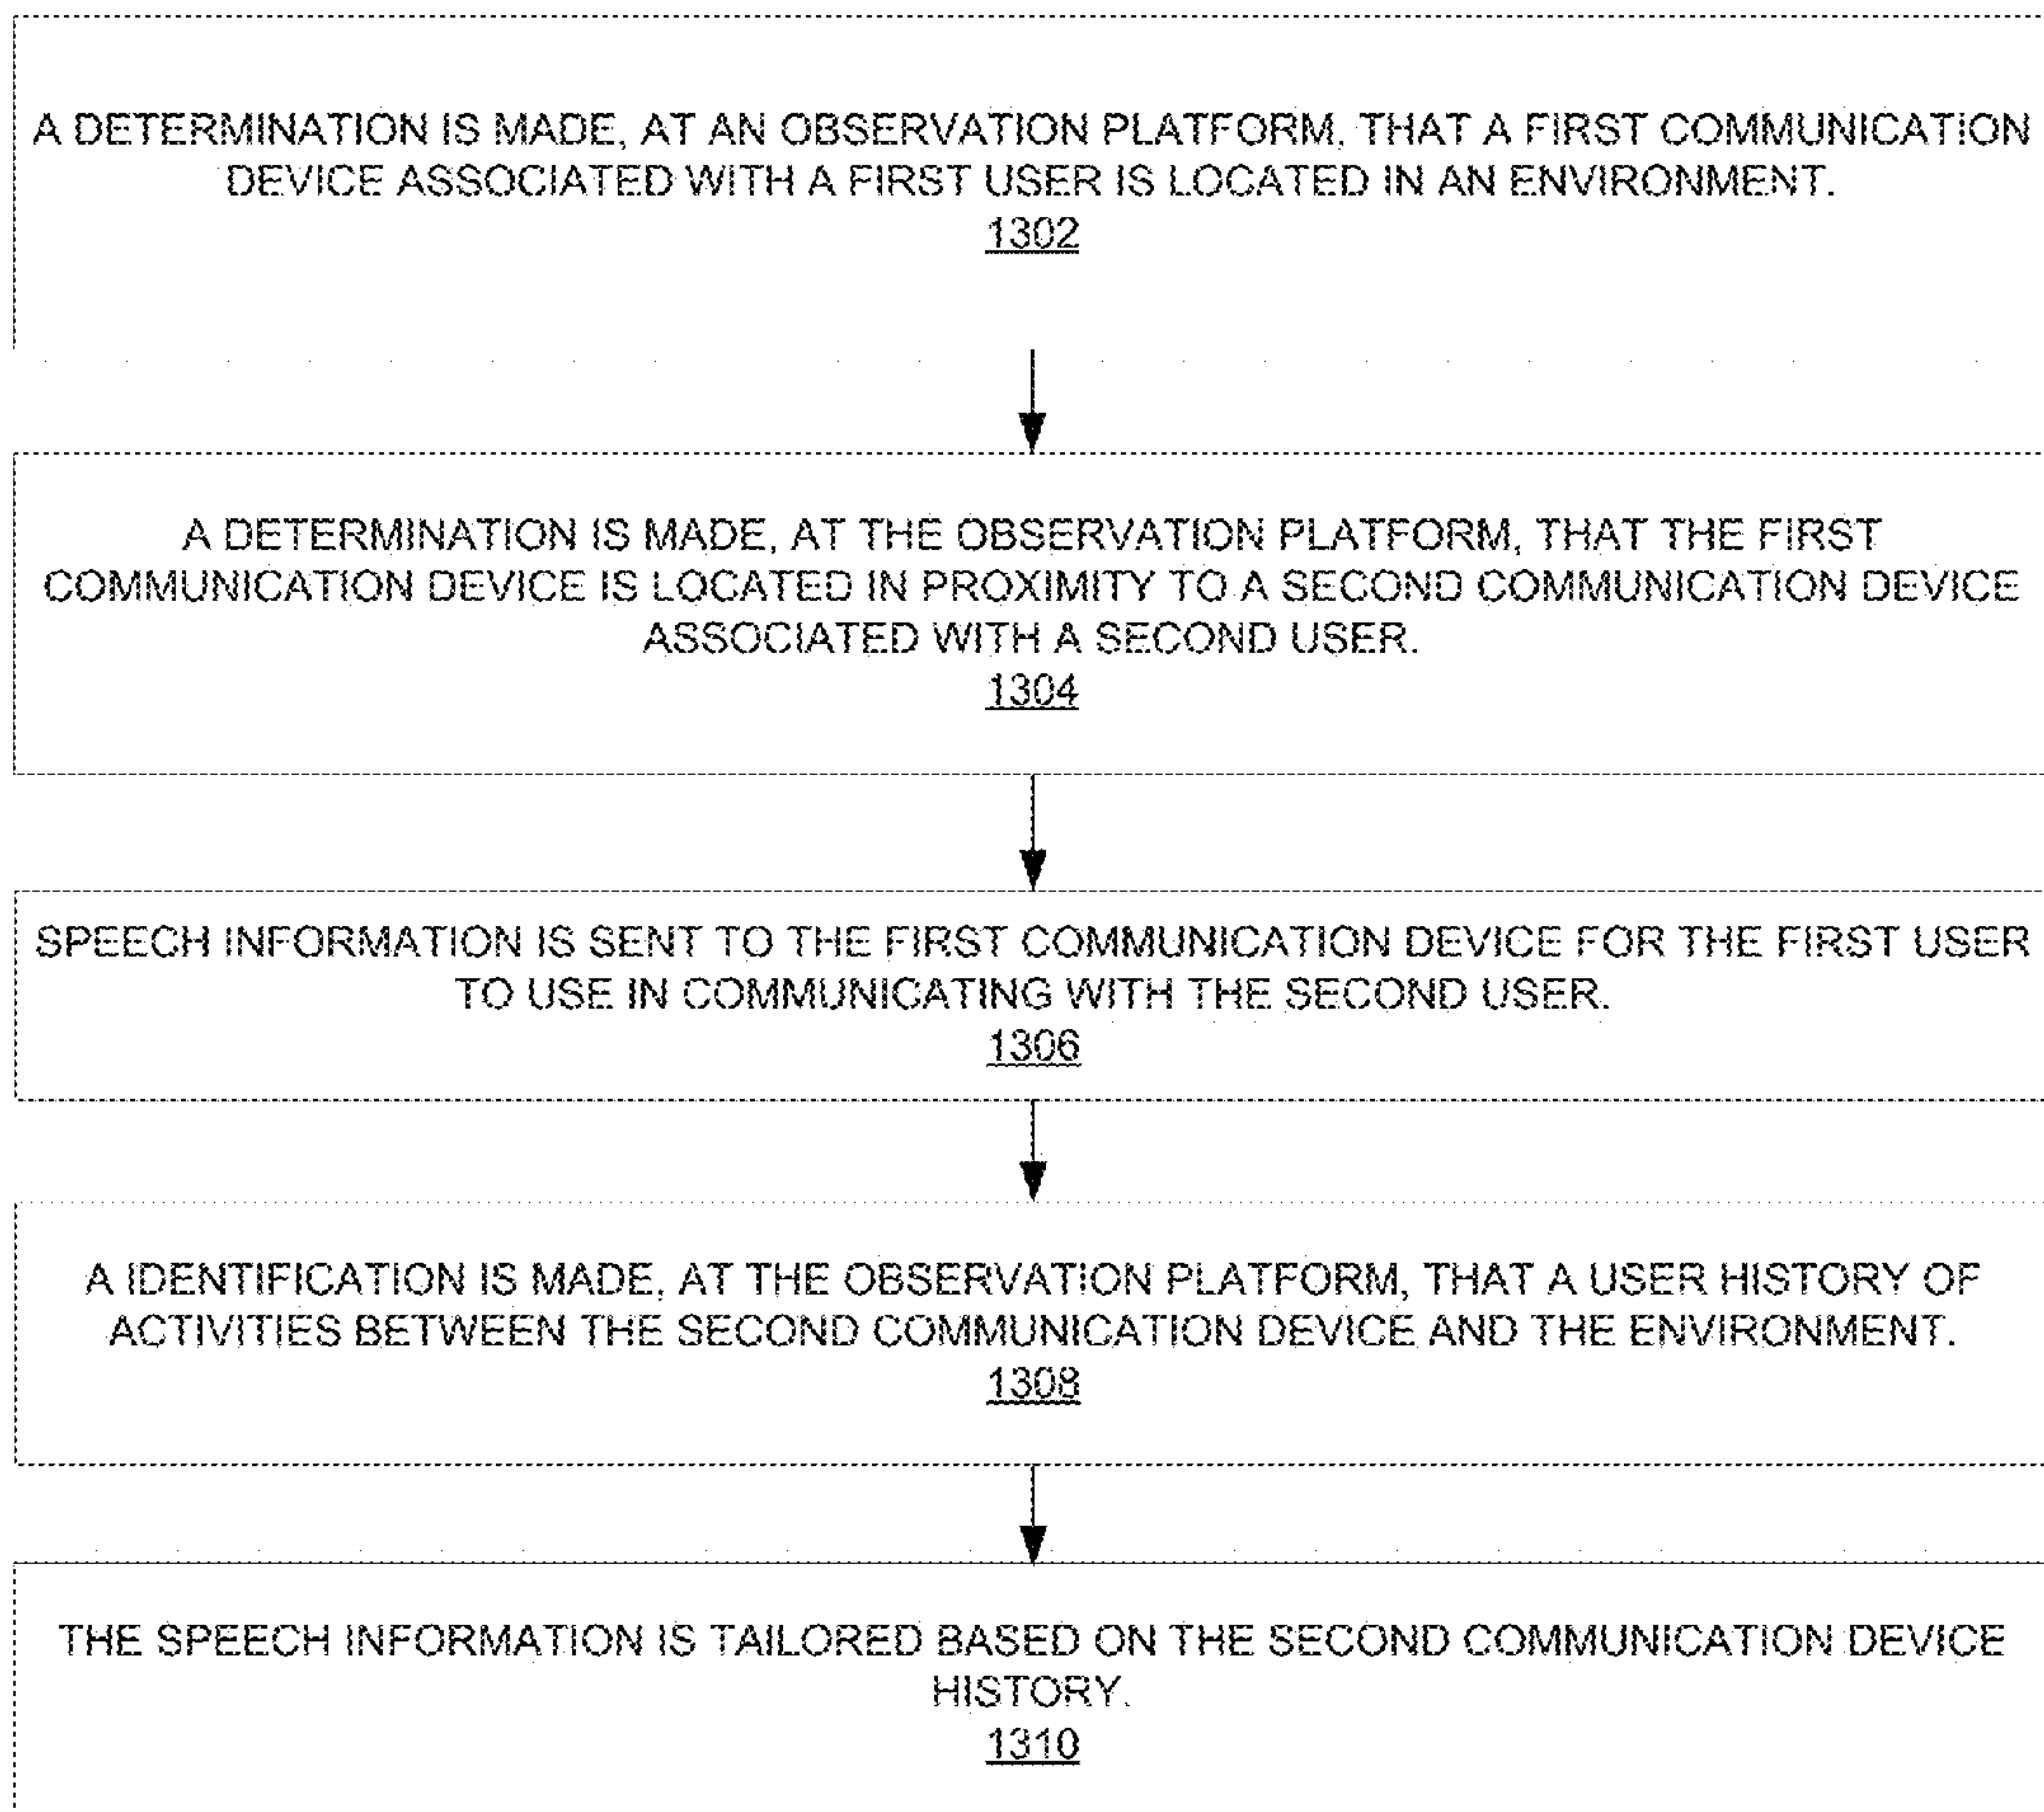 A DETERMINATION IS MADE, AT AN OBSERVATION PLATFORM, THAT A FIRST COMMUNICATION
DEVICE ASSOCIATED WITH A FIRST USER IS LOCATED IN AN ENVIRONMENT.
1302
A DETERMINATION IS MADE, AT THE OBSERVATION PLATFORM, THAT THE FIRST
COMMUNICATION DEVICE IS LOCATED IN PROXIMITY TO A SECOND COMMUNICATION DEVICE
ASSOCIATED WITH A SECOND USER.
1304
SPEECH INFORMATION IS SENT TO THE FIRST COMMUNICATION DEVICE FOR THE FIRST USER
TO USE IN COMMUNICATING WITH THE SECOND USER.
1306
A IDENTIFICATION IS MADE, AT THE OBSERVATION PLATFORM, THAT A USER HISTORY OF
ACTIVITIES BETWEEN THE SECOND COMMUNICATION DEVICE AND THE ENVIRONMENT.
1308
THE SPEECH INFORMATION IS TAILORED BASED ON THE SECOND COMMUNICATION DEVICE
HISTORY.
1310